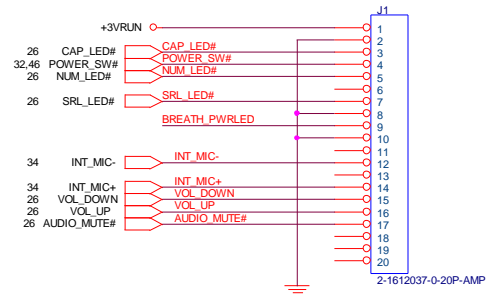 J1
+3VRUN 1
2
26 CAP_LED# CAP_LED# 3
32,46 POWER_SW# POWER_SW# 4
26 NUM_LED# NUM_LED# 5
6
26 SRL_LED# SRL_LED# 7
8
BREATH_PWRLED 9
10
11
34 INT_MIC- INT_MIC- 12
13
34 INT_MIC+ INT_MIC+ 14
26 VOL_DOWN VOL_DOWN 15
26 VOL_UP VOL_UP 16
26 AUDIO_MUTE# AUDIO_MUTE# 17
18
19
20
2-1612037-0-20P-AMP